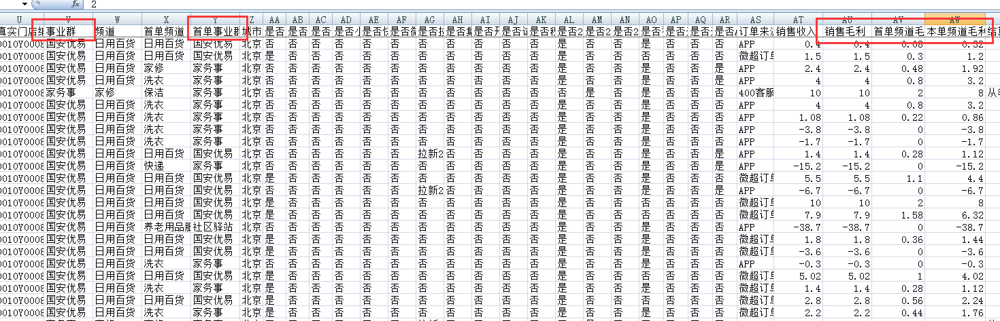 2
U V W X Y Z AA AB AC AD AE AF AG AH AI AJ AK AL AM AN AO AP AQ AR AS AT AU AV AW
真实门店 事业群 频道 首单频道 首单事业群 城市 是否 是否 是否 是否小 是否 是否微 是否拉 是否集 是否开 是否 是否积 是否2 是否2 是否2 是否 是否 是否 是否A 订单来 销售收入 销售毛利 首单频道毛 本单频道毛利 结算
0010Y0008 国安优易 日用百货 日用百货 国安优易 北京 否 否 否 否 否 否 否 否 否 否 否 是 否 否 是 否 否 否 APP 0.4 0.4 0.08 0.32
0010Y0008 国安优易 日用百货 日用百货 国安优易 北京 是 否 否 否 否 否 否 否 否 否 否 是 否 否 是 否 否 否 微超订单 1.5 1.5 0.3 1.2
0010Y0008 国安优易 日用百货 家修 家务事 北京 否 否 否 否 否 否 否 否 否 否 否 是 否 否 是 否 否 是 APP 2.4 2.4 0.48 1.92
0010Y0008 国安优易 日用百货 洗衣 家务事 北京 否 否 否 否 否 否 否 否 否 否 否 是 否 否 是 否 否 是 APP 4 4 0.8 3.2
0010Y0008 家务事 家修 保洁 家务事 北京 否 否 否 否 否 否 否 否 否 否 否 否 是 否 是 否 否 否 400客服 10 10 2 8
0010Y0008 国安优易 日用百货 洗衣 家务事 北京 否 否 否 否 否 否 否 否 否 否 否 是 否 否 是 否 否 否 APP 4 4 0.8 3.2
0010Y0008 国安优易 日用百货 洗衣 家务事 北京 否 否 否 否 否 否 否 否 否 否 否 是 否 否 是 否 否 是 APP 1.08 1.08 0.22 0.86
0010Y0008 国安优易 日用百货 洗衣 家务事 北京 否 否 否 否 否 否 否 否 否 否 否 是 否 否 是 否 否 否 APP -3.8 -3.8 0 -3.8
0010Y0008 国安优易 日用百货 洗衣 家务事 北京 否 否 否 否 否 否 否 否 否 否 否 是 否 否 是 否 否 否 APP -1.7 -1.7 0 -1.7
0010Y0008 国安优易 日用百货 日用百货 国安优易 北京 否 否 否 否 否 否 拉新2 否 否 否 否 是 否 否 是 否 否 是 APP 1.4 1.4 0.28 1.12
0010Y0008 国安优易 日用百货 快递 家务事 北京 否 否 否 否 否 否 否 否 否 否 否 是 否 否 是 否 否 是 APP -15.2 -15.2 0 -15.2
0010Y0008 国安优易 日用百货 日用百货 国安优易 北京 是 否 否 否 否 否 否 否 否 否 否 是 否 否 是 否 否 否 微超订单 5.5 5.5 1.1 4.4
0010Y0008 国安优易 日用百货 日用百货 国安优易 北京 否 否 否 否 否 否 拉新2 否 否 否 否 是 否 否 是 否 否 是 APP -6.7 -6.7 0 -6.7
0010Y0008 国安优易 日用百货 日用百货 国安优易 北京 是 否 否 否 否 否 否 否 否 否 否 是 否 否 是 否 否 否 微超订单 10 10 2 8
0010Y0008 国安优易 日用百货 日用百货 国安优易 北京 是 否 否 否 否 否 否 否 否 否 否 是 否 否 是 否 否 否 微超订单 7.9 7.9 1.58 6.32
0010Y0008 国安优易 日用百货 养老用品服 社区驿站 北京 否 否 否 否 否 否 否 否 否 否 否 是 否 否 是 否 否 否 APP -38.7 -38.7 0 -38.7
0010Y0008 国安优易 日用百货 日用百货 国安优易 北京 是 否 否 否 否 否 否 否 否 否 否 是 否 否 是 否 否 否 微超订单 1.8 1.8 0.36 1.44
0010Y0008 国安优易 日用百货 日用百货 国安优易 北京 是 否 否 否 否 否 否 否 否 否 否 是 否 否 是 否 否 否 微超订单 -3.6 -3.6 0 -3.6
0010Y0008 国安优易 日用百货 洗衣 家务事 北京 否 否 否 否 否 否 否 否 否 否 否 是 否 否 是 否 否 否 APP -0.3 -0.3 0 -0.3
0010Y0008 国安优易 日用百货 日用百货 国安优易 北京 是 否 否 否 否 否 否 否 否 否 否 是 否 否 是 否 否 否 微超订单 5.02 5.02 1 4.02
0010Y0008 国安优易 日用百货 洗衣 家务事 北京 否 否 否 否 否 否 否 否 否 否 否 是 否 否 是 否 否 否 微超订单 1.4 1.4 0.28 1.12
0010Y0008 国安优易 日用百货 日用百货 国安优易 北京 否 否 否 否 否 否 否 否 否 否 否 是 否 否 是 否 否 否 微超订单 2.8 2.8 0.56 2.24
0010Y0008 国安优易 日用百货 洗衣 家务事 北京 否 否 否 否 否 否 否 否 否 否 否 是 否 否 是 否 否 否 微超订单 2.2 2.2 0.44 1.76